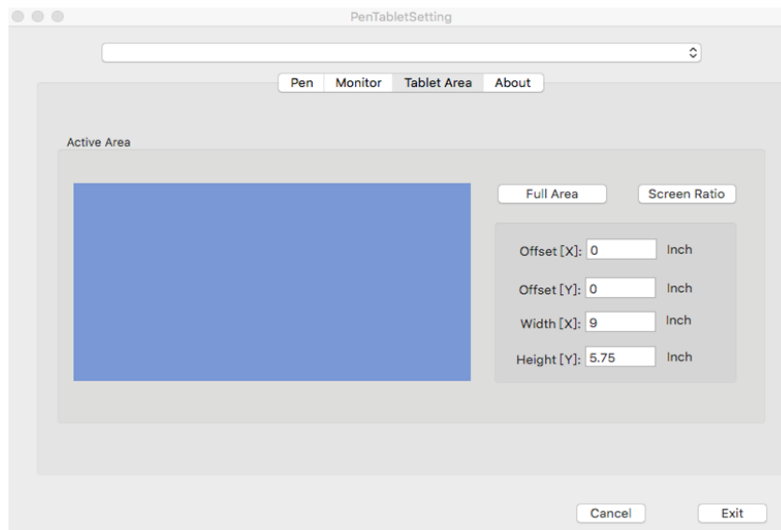 PenTabletSetting
Pen Monitor Tablet Area About
Active Area
Full Area Screen Ratio
Offset [X]: 0 Inch
Offset [Y]: 0 Inch
Width [X]: 9 Inch
Height [Y]: 5.75 Inch
Cancel Exit